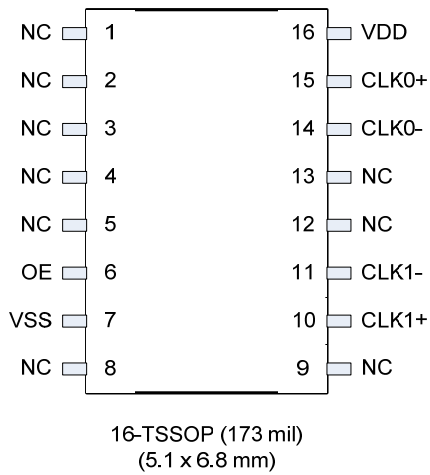 NC 1 16 VDD
NC 2 15 CLK0+
NC 3 14 CLK0-
NC 4 13 NC
NC 5 12 NC
OE 6 11 CLK1-
VSS 7 10 CLK1+
NC 8 9 NC
16-TSSOP (173 mil)
(5.1 x 6.8 mm)